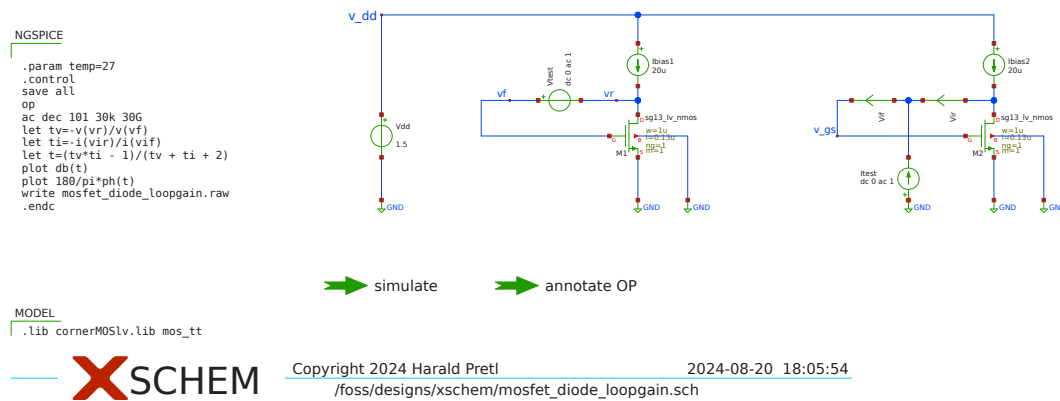 NGSPICE
.param temp=27
.control
save all
op
ac dec 101 30k 30G
let tv=-v(vr)/v(vf)
let ti=-i(vir)/i(vif)
let t=(tv*ti - 1)/(tv + ti + 2)
plot db(t)
plot 180/pi*ph(t)
write mosfet_diode_loopgain.raw
.endc
v_dd
Vdd
1.5
GND
Vtest
dc 0 ac 1
vf
vr
Ibias1
20u
sg13_lv_nmos
w=1u
l=0.13u
ng=1
m=1
M1
D
G
B
S
GND
GND
Ibias2
20u
Vif
Vir
v_gs
sg13_lv_nmos
w=1u
l=0.13u
ng=1
m=1
M2
D
G
B
S
Itest
dc 0 ac 1
GND
GND
GN
simulate
annotate OP
MODEL
.lib cornerMOSlv.lib mos_tt
XSCHEM
Copyright 2024 Harald Pretl
2024-08-20 18:05:54
/foss/designs/xschem/mosfet_diode_loopgain.sch